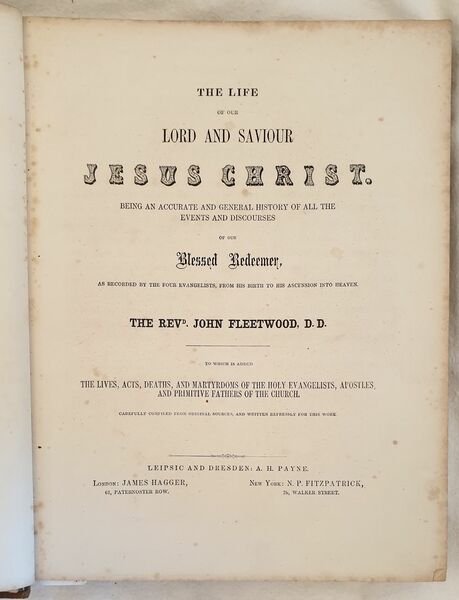 THE LIFE
OF OUR
LORD AND SAVIOUR
JESUS CHRIST.
BEING AN ACCURATE AND GENERAL HISTORY OF ALL THE
EVENTS AND DISCOURSES
OF OUR
Blessed Redeemer,
AS RECORDED BY THE FOUR EVANGELISTS, FROM HIS BIRTH TO HIS ASCENSION INTO HEAVEN.
THE REVD. JOHN FLEETWOOD, D. D.
TO WHICH IS ADDED
THE LIVES, ACTS, DEATHS, AND MARTYRDOMS OF THE HOLY EVANGELISTS, APOSTLES,
AND PRIMITIVE FATHERS OF THE CHURCH.
CAREFULLY COMPILED FROM ORIGINAL SOURCES, AND WRITTEN EXPRESSLY FOR THIS WORK
LEIPSIC AND DRESDEN: A. H. PAYNE.
LONDON: JAMES HAGGER,
PATERNOSTER ROW.
NEW YORK: N. P. FITZPATRICK,
WALKER STREET.